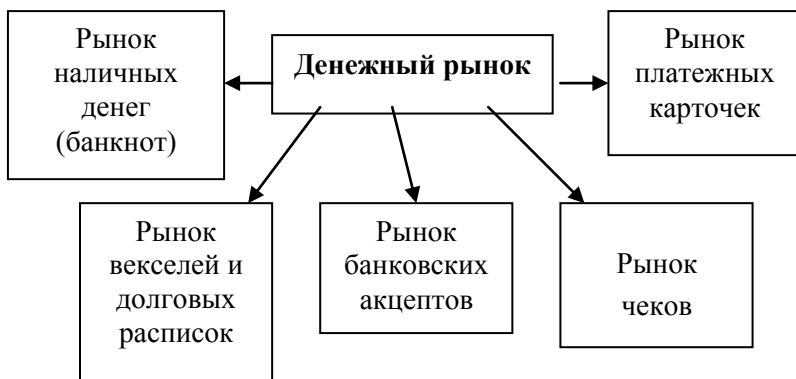 Рынок
наличных
денег
(банкнот)
Денежный рынок
Рынок
платежных
карточек
Рынок
векселей и
долговых
расписок
Рынок
банковских
акцептов
Рынок
чеков